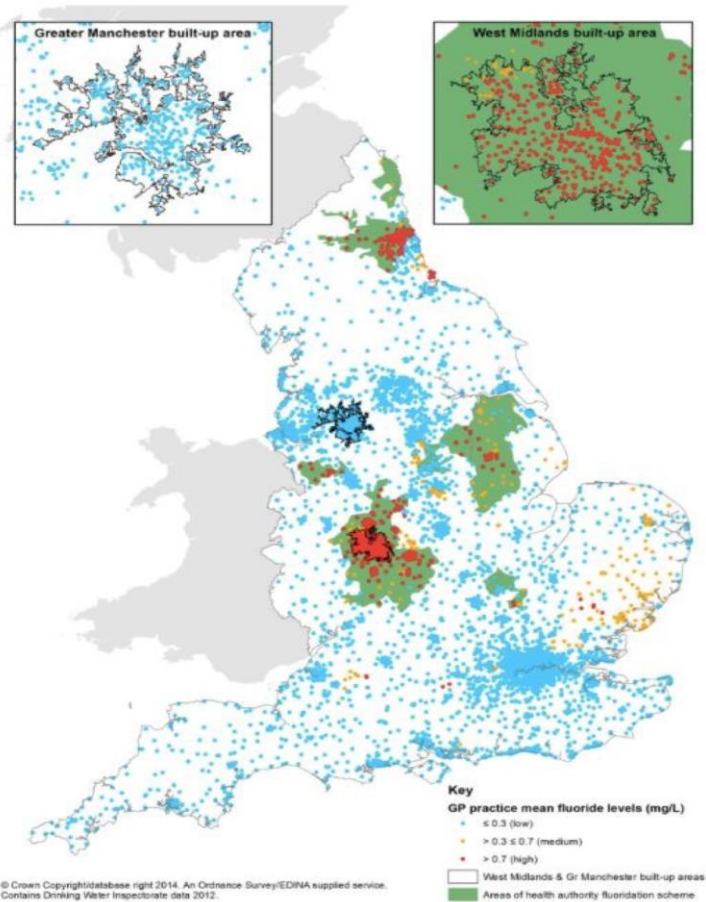 Greater Manchester built-up area
West Midlands built-up area
Key
GP practice mean fluoride levels (mg/L)
≤ 0.3 (low)
> 0.3 ≤ 0.7 (medium)
> 0.7 (high)
West Midlands & Gr Manchester built-up areas
Areas of health authority fluoridation scheme
© Crown Copyright/database right 2014. An Ordnance Survey/EDINA supplied service.
Contains Drinking Water Inspectorate data 2012.